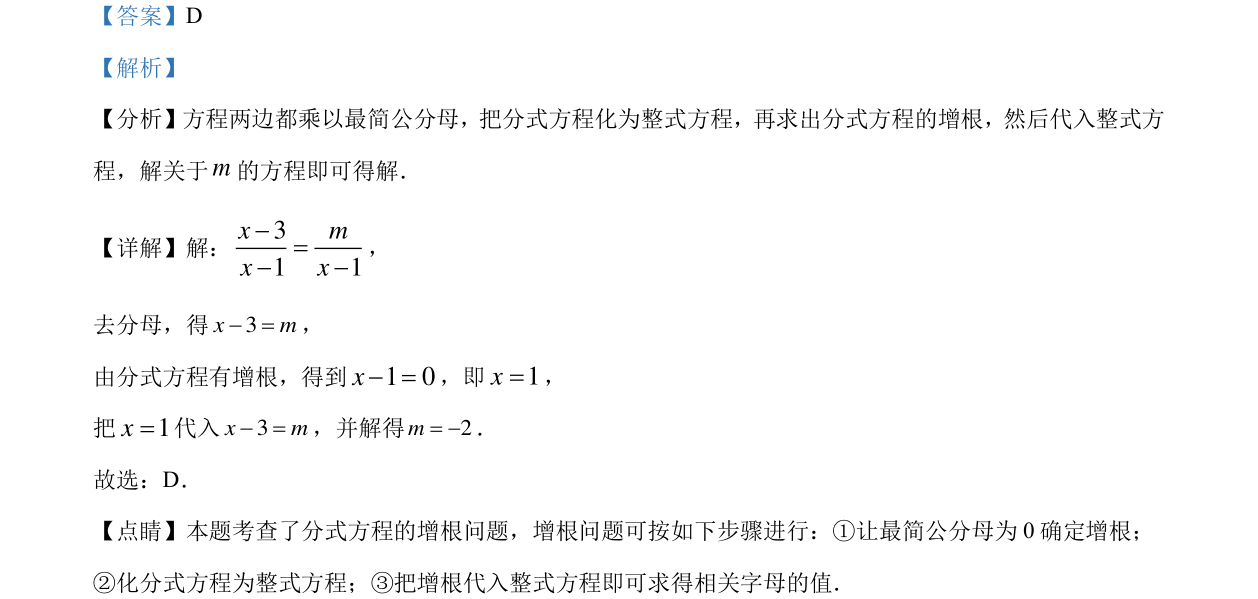 【答案】D
【解析】
【分析】方程两边都乘以最简公分母，把分式方程化为整式方程，再求出分式方程的增根，然后代入整式方
程，解关于 m 的方程即可得解．
【详解】解：\frac{x-3}{x-1}=\frac{m}{x-1}，
去分母，得 x－3＝m，
由分式方程有增根，得到 x－1＝0，即 x＝1，
把 x＝1代入 x－3＝m，并解得 m＝－2．
故选：D．
【点睛】本题考查了分式方程的增根问题，增根问题可按如下步骤进行：①让最简公分母为 0 确定增根；
②化分式方程为整式方程；③把增根代入整式方程即可求得相关字母的值．